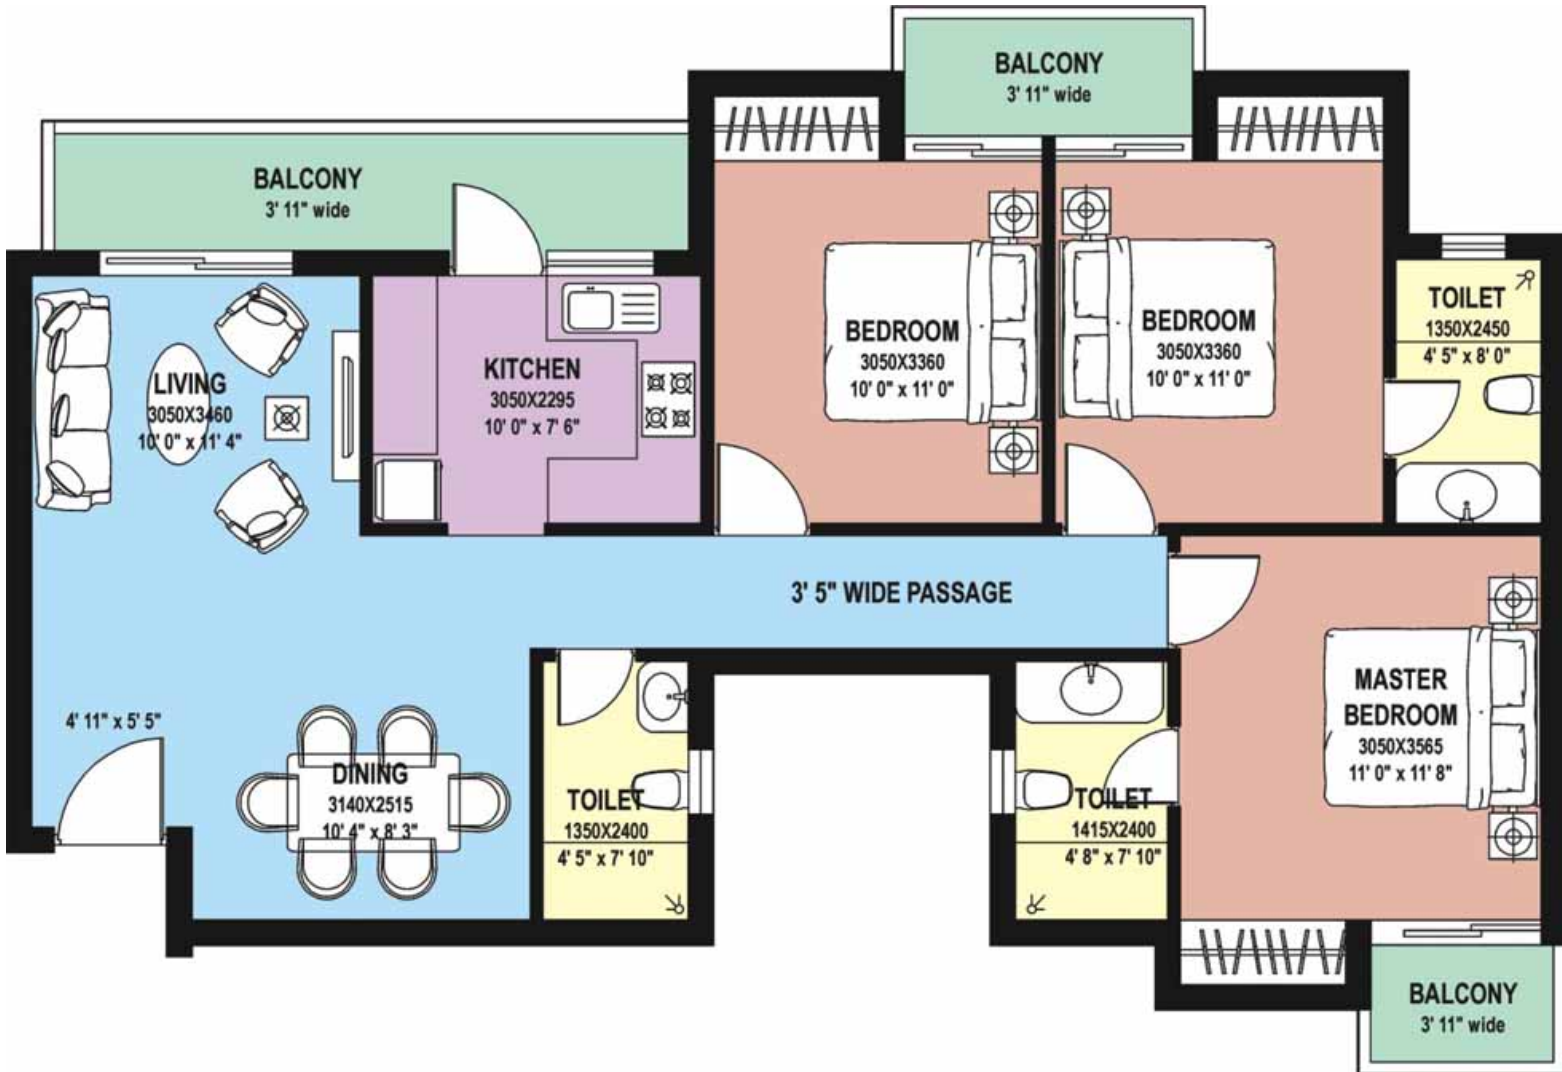 BALCONY
3' 11" wide
BALCONY
3' 11" wide
LIVING
3050X3460
10' 0" x 11' 4"
KITCHEN
3050X2295
10' 0" x 7' 6"
BEDROOM
3050X3360
10' 0" x 11' 0"
BEDROOM
3050X3360
10' 0" x 11' 0"
TOILET
1350X2450
4' 5" x 8' 0"
3' 5" WIDE PASSAGE
4' 11" x 5' 5"
DINING
3140X2515
10' 4" x 8' 3"
TOILET
1350X2400
4' 5" x 7' 10"
TOILET
1415X2400
4' 8" x 7' 10"
MASTER
BEDROOM
3050X3565
11' 0" x 11' 8"
BALCONY
3' 11" wide